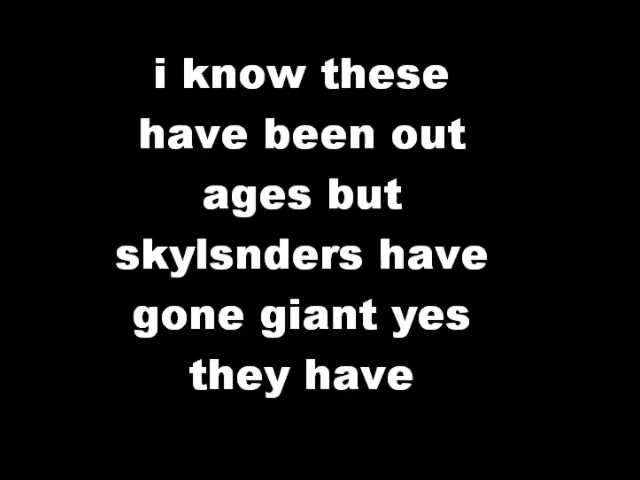 i know these
have been out
ages but
skylsnders have
gone giant yes
they have